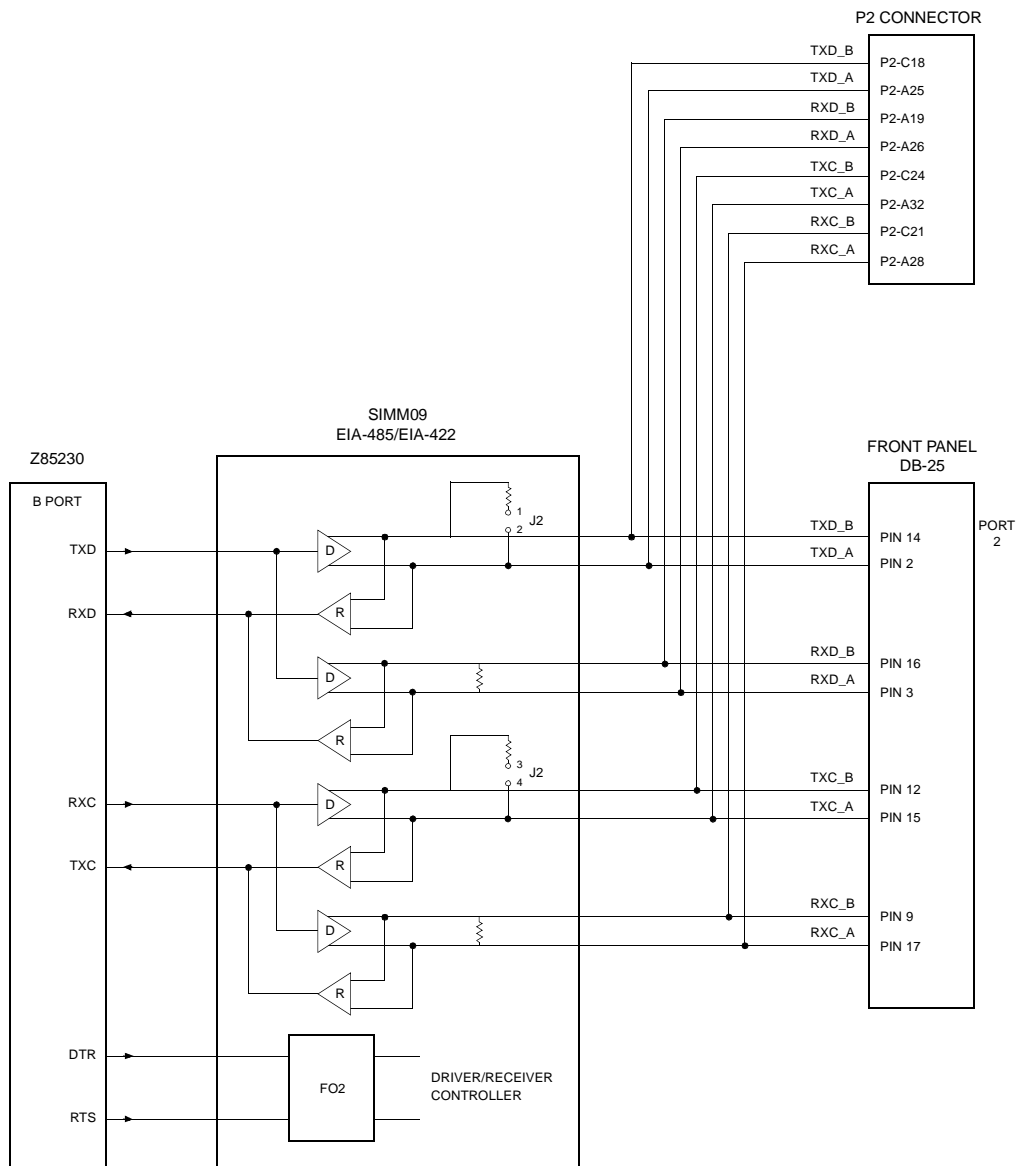 P2 CONNECTOR
TXD_B P2-C18
TXD_A P2-A25
RXD_B P2-A19
RXD_A P2-A26
TXC_B P2-C24
TXC_A P2-A32
RXC_B P2-C21
RXC_A P2-A28
SIMM09
EIA-485/EIA-422
Z85230
B PORT
FRONT PANEL
DB-25
PORT
2
1
J2
2
TXD D TXD_B PIN 14
TXD_A PIN 2
RXD R
D RXD_B PIN 16
RXD_A PIN 3
R
3
J2
4
RXC D TXC_B PIN 12
TXC_A PIN 15
TXC R
D RXC_B PIN 9
RXC_A PIN 17
R
DTR
FO2
DRIVER/RECEIVER
CONTROLLER
RTS